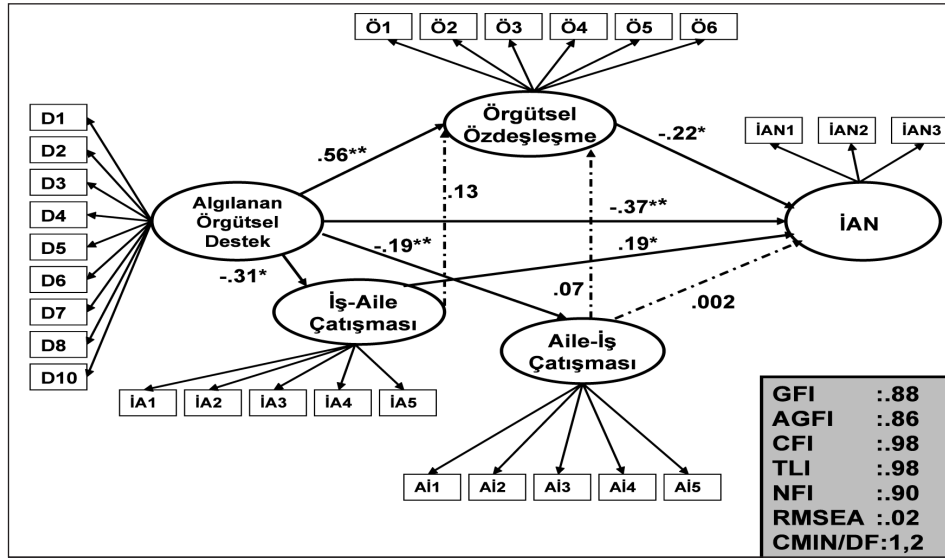 Ö1 Ö2 Ö3 Ö4 Ö5 Ö6
D1
D2
D3
D4
D5
D6
D7
D8
D10
Örgütsel
Özdeşleşme
İAN1 İAN2 İAN3
.56**
-.22*
.13
Algılanan
Örgütsel
Destek
-.37**
İAN
-.19**
.19*
-.31*
İş-Aile
Çatışması
.07
.002
Aile-İş
Çatışması
İA1 İA2 İA3 İA4 İA5
Aİ1 Aİ2 Aİ3 Aİ4 Aİ5
GFI :.88
AGFI :.86
CFI :.98
TLI :.98
NFI :.90
RMSEA :.02
CMIN/DF:1,2